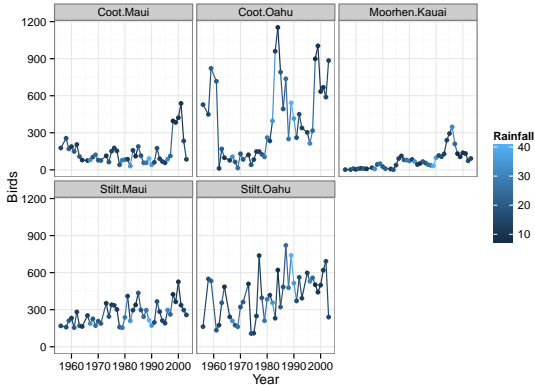 Coot.Maui Coot.Oahu Moorhen.Kauai
1200
900
600
300
0
Rainfall
40
30
20
10
Birds
Stilt.Maui Stilt.Oahu
1200
900
600
300
0
1960 1970 1980 1990 2000 1960 1970 1980 1990 2000
Year